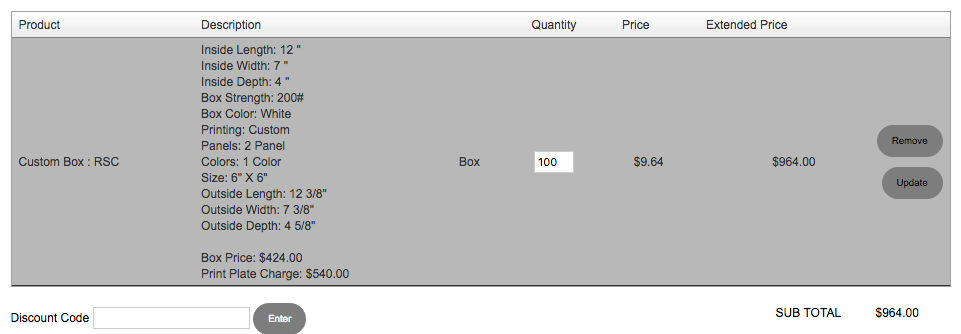 Product Description Quantity Price Extended Price
Inside Length: 12 "
Inside Width: 7 "
Inside Depth: 4 "
Box Strength: 200#
Box Color: White
Printing: Custom
Panels: 2 Panel
Custom Box : RSC Colors: 1 Color Box 100 $9.64 $964.00
Remove
Size: 6" X 6"
Update
Outside Length: 12 3/8"
Outside Width: 7 3/8"
Outside Depth: 4 5/8"
Box Price: $424.00
Print Plate Charge: $540.00
Discount Code Enter SUB TOTAL $964.00